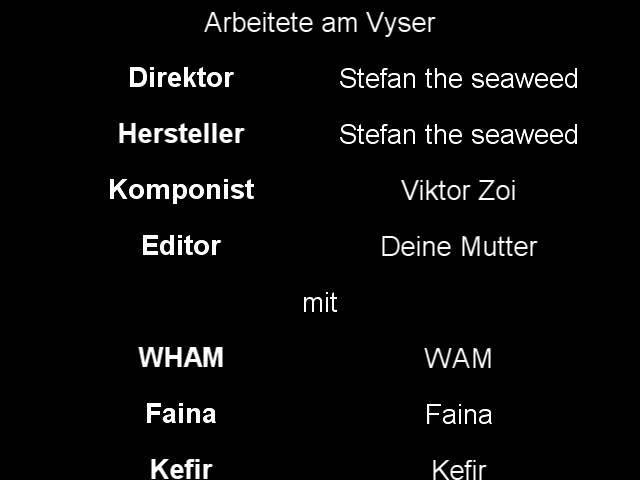 Arbeitete am Vyser
Direktor Stefan the seaweed
Hersteller Stefan the seaweed
Komponist Viktor Zoi
Editor Deine Mutter
mit
WHAM WAM
Faina Faina
Kefir Kefir